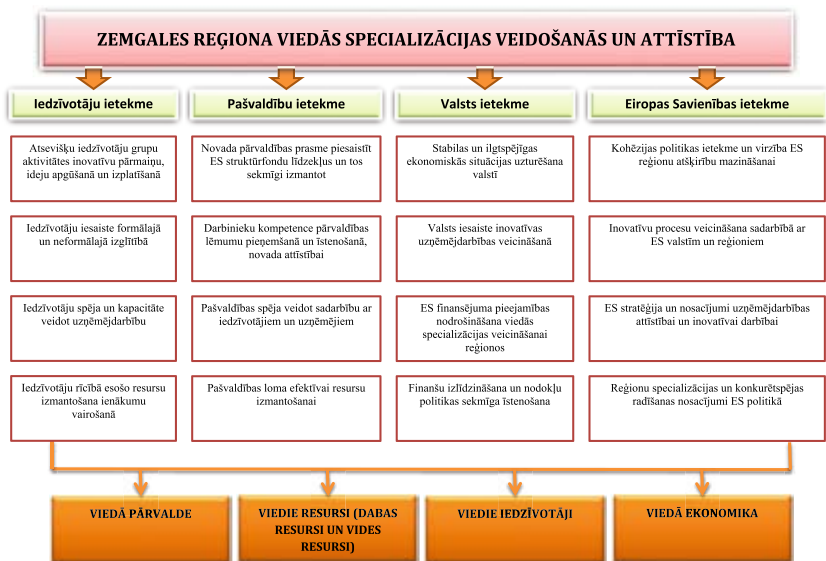 ZEMGALES REĢIONA VIEDĀS SPECIALIZĀCIJAS VEIDOŠANĀS UN ATTĪSTĪBA
Iedzīvotāju ietekme
Pašvaldību ietekme
Valsts ietekme
Eiropas Savienības ietekme
Atsevišķu iedzīvotāju grupu
aktivitātes inovatīvu pārmaiņu,
ideju apgūšanā un izplatīšanā
Novada pārvaldības prasme piesaistīt
ES struktūrfondu līdzekļus un tos
sekmīgi izmantot
Stabilas un ilgtspējīgas
ekonomiskās situācijas uzturēšana
valstī
Kohēzijas politikas ietekme un virzība ES
reģionu atšķirību mazināšanai
Iedzīvotāju iesaiste formālajā
un neformālajā izglītībā
Darbinieku kompetence pārvaldības
lēmumu pieņemšanā un īstenošanā,
novada attīstībai
Valsts iesaiste inovatīvas
uzņēmējdarbības veicināšanā
Inovatīvu procesu veicināšana sadarbībā ar
ES valstīm un reģioniem
Iedzīvotāju spēja un kapacitāte
veidot uzņēmējdarbību
Pašvaldības spēja veidot sadarbību ar
iedzīvotājiem un uzņēmējiem
ES finansējuma pieejamības
nodrošināšana viedās
specializācijas veicināšanai
reģionos
ES stratēģija un nosacījumi uzņēmējdarbības
attīstībai un inovatīvai darbībai
Iedzīvotāju rīcībā esošo resursu
izmantošana ienākumu
vairošanā
Pašvaldības loma efektīvai resursu
izmantošanai
Finanšu izlīdzināšana un nodokļu
politikas sekmīga īstenošana
Reģionu specializācijas un konkurētspējas
radīšanas nosacījumi ES politikā
VIEDĀ PĀRVALDE
VIEDIE RESURSI (DABAS
RESURSI UN VIDES
RESURSI)
VIEDIE IEDZĪVOTĀJI
VIEDĀ EKONOMIKA